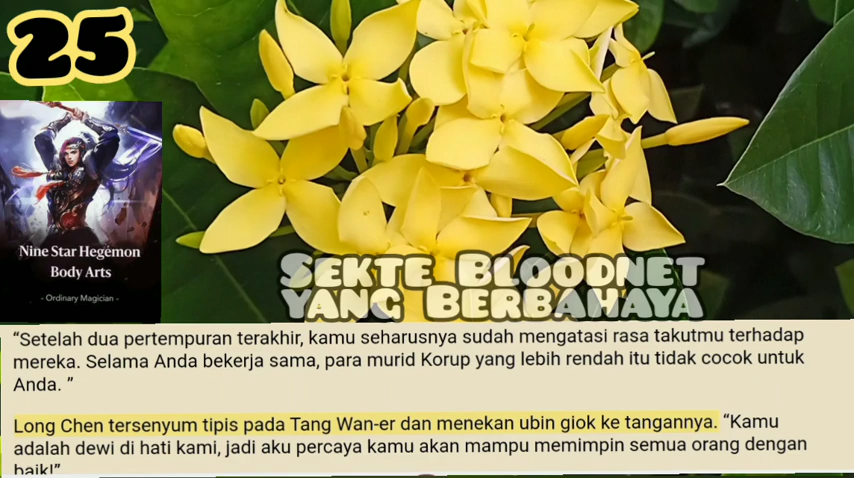 25
Nine Star Hegemon
Body Arts
- Ordinary Magician -
SEKTE BLOODNET
YANG BERBAHAYA
“Setelah dua pertempuran terakhir, kamu seharusnya sudah mengatasi rasa takutmu terhadap
mereka. Selama Anda bekerja sama, para murid Korup yang lebih rendah itu tidak cocok untuk
Anda. ”
Long Chen tersenyum tipis pada Tang Wan-er dan menekan ubin giok ke tangannya. “Kamu
adalah dewi di hati kami, jadi aku percaya kamu akan mampu memimpin semua orang dengan
baik!”